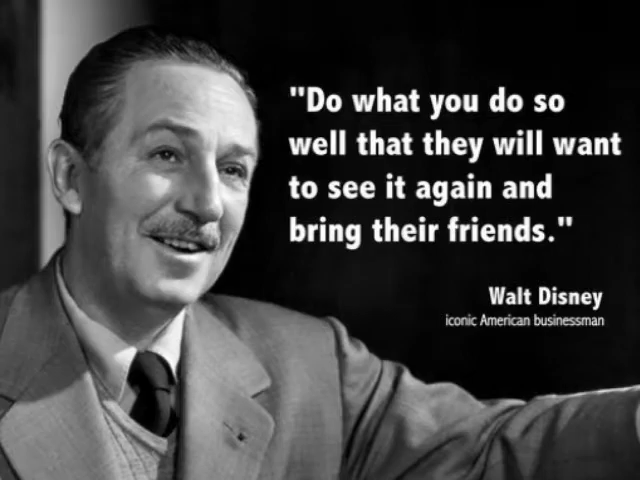 "Do what you do so
well that they will want
to see it again and
bring their friends."
Walt Disney
iconic American businessman